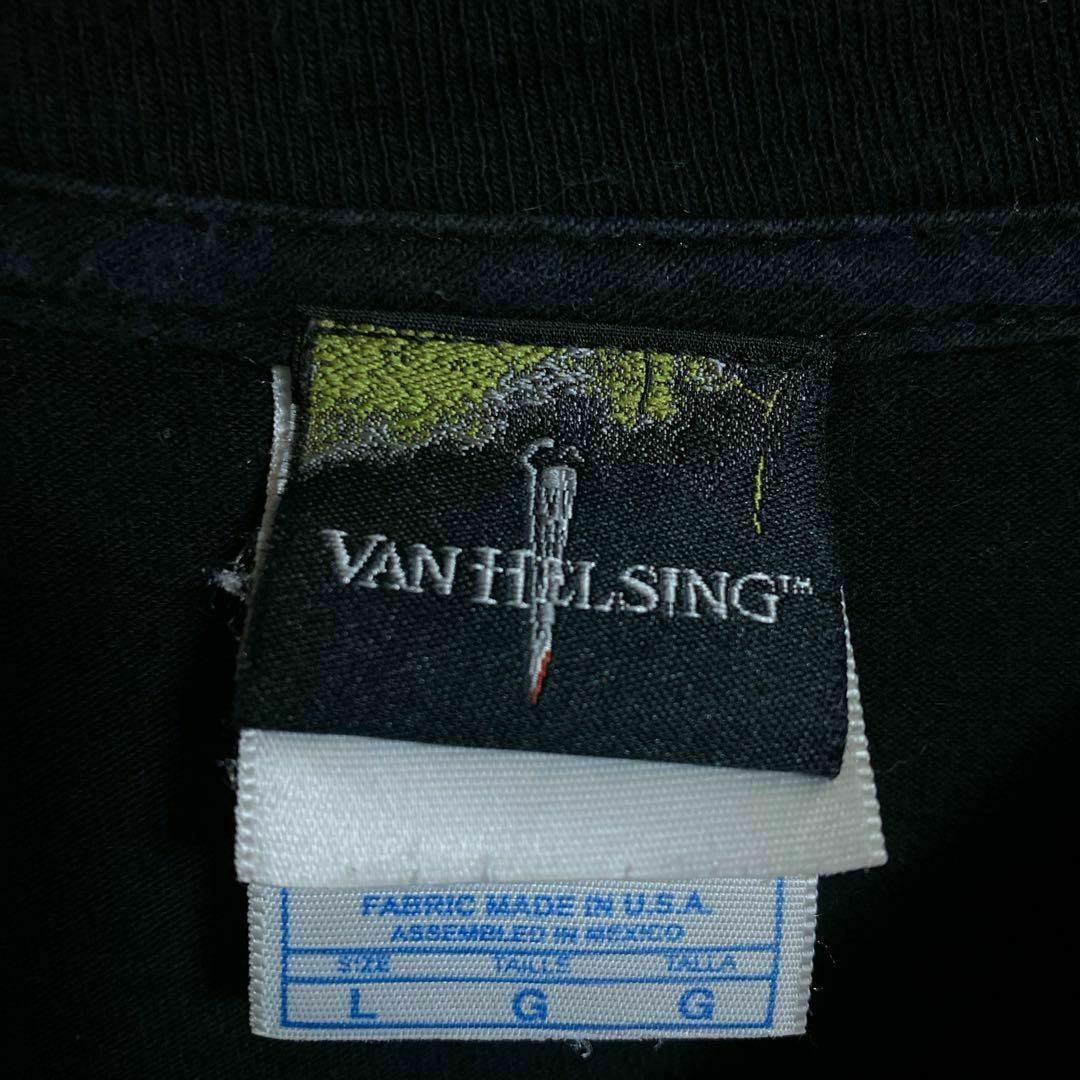 VAN HELSING™
FABRIC MADE IN U.S.A.
ASSEMBLED IN MEXICO
SIZE TAILLE TALLA
L G G